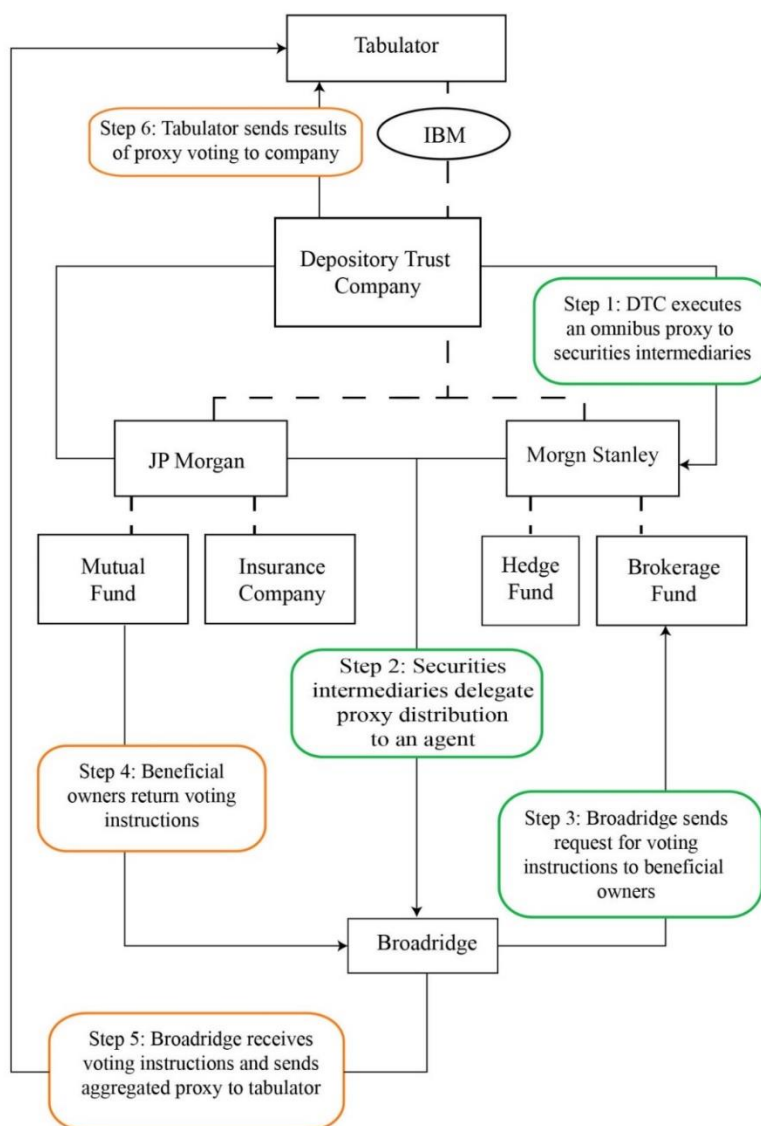 Tabulator
Step 6: Tabulator sends results
of proxy voting to company
IBM
Depository Trust
Company
Step 1: DTC executes
an omnibus proxy to
securities intermediaries
JP Morgan
Morgn Stanley
Mutual
Fund
Insurance
Company
Hedge
Fund
Brokerage
Fund
Step 2: Securities
intermediaries delegate
proxy distribution
to an agent
Step 4: Beneficial
owners return voting
instructions
Step 3: Broadridge sends
request for voting
instructions to beneficial
owners
Broadridge
Step 5: Broadridge receives
voting instructions and sends
aggregated proxy to tabulator